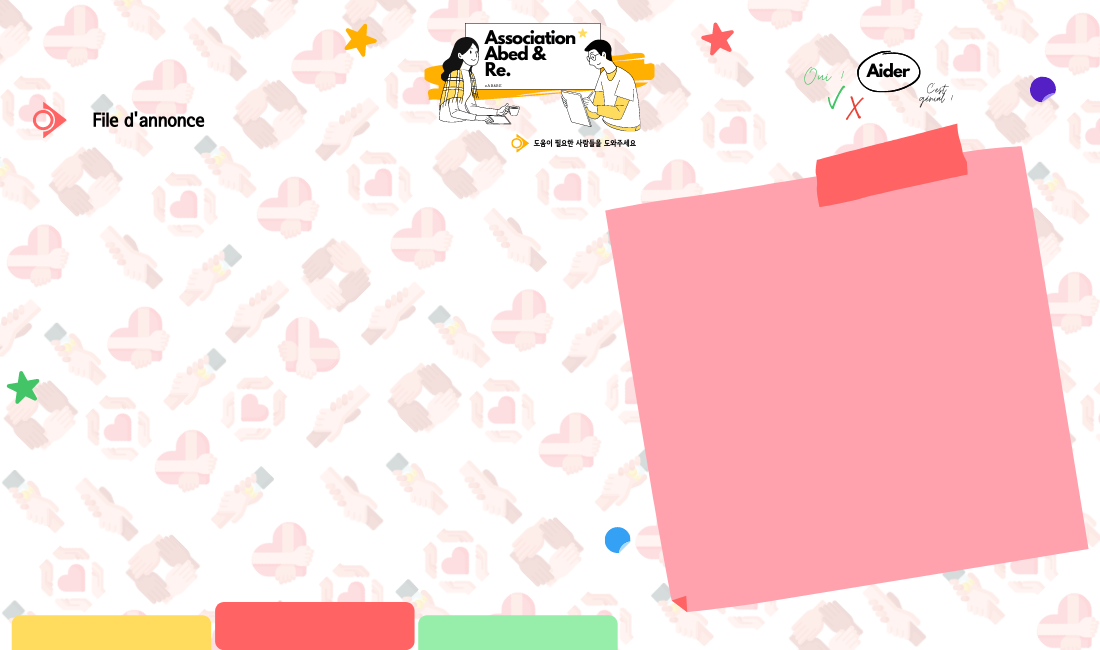 Association
Abed &
Re.
Oui !
Aider
C'est
génial !
File d'annonce
도움이 필요한 사람들을 도와주세요